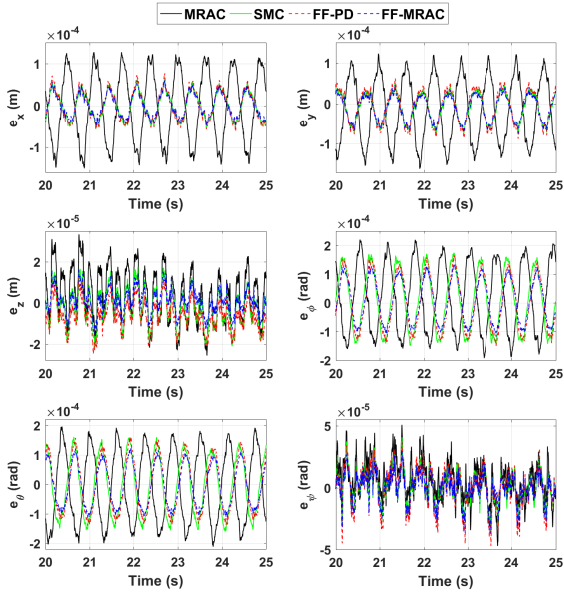 MRAC SMC FF-PD FF-MRAC
×10⁻⁴
1
0
-1
e_x (m)
20 21 22 23 24 25
Time (s)
×10⁻⁴
1
0
-1
e_y (m)
20 21 22 23 24 25
Time (s)
×10⁻⁵
2
0
-2
e_z (m)
20 21 22 23 24 25
Time (s)
×10⁻⁴
2
1
0
-1
-2
e_ϕ (rad)
20 21 22 23 24 25
Time (s)
×10⁻⁴
2
1
0
-1
-2
e_θ (rad)
20 21 22 23 24 25
Time (s)
×10⁻⁵
5
0
-5
e_ψ (rad)
20 21 22 23 24 25
Time (s)